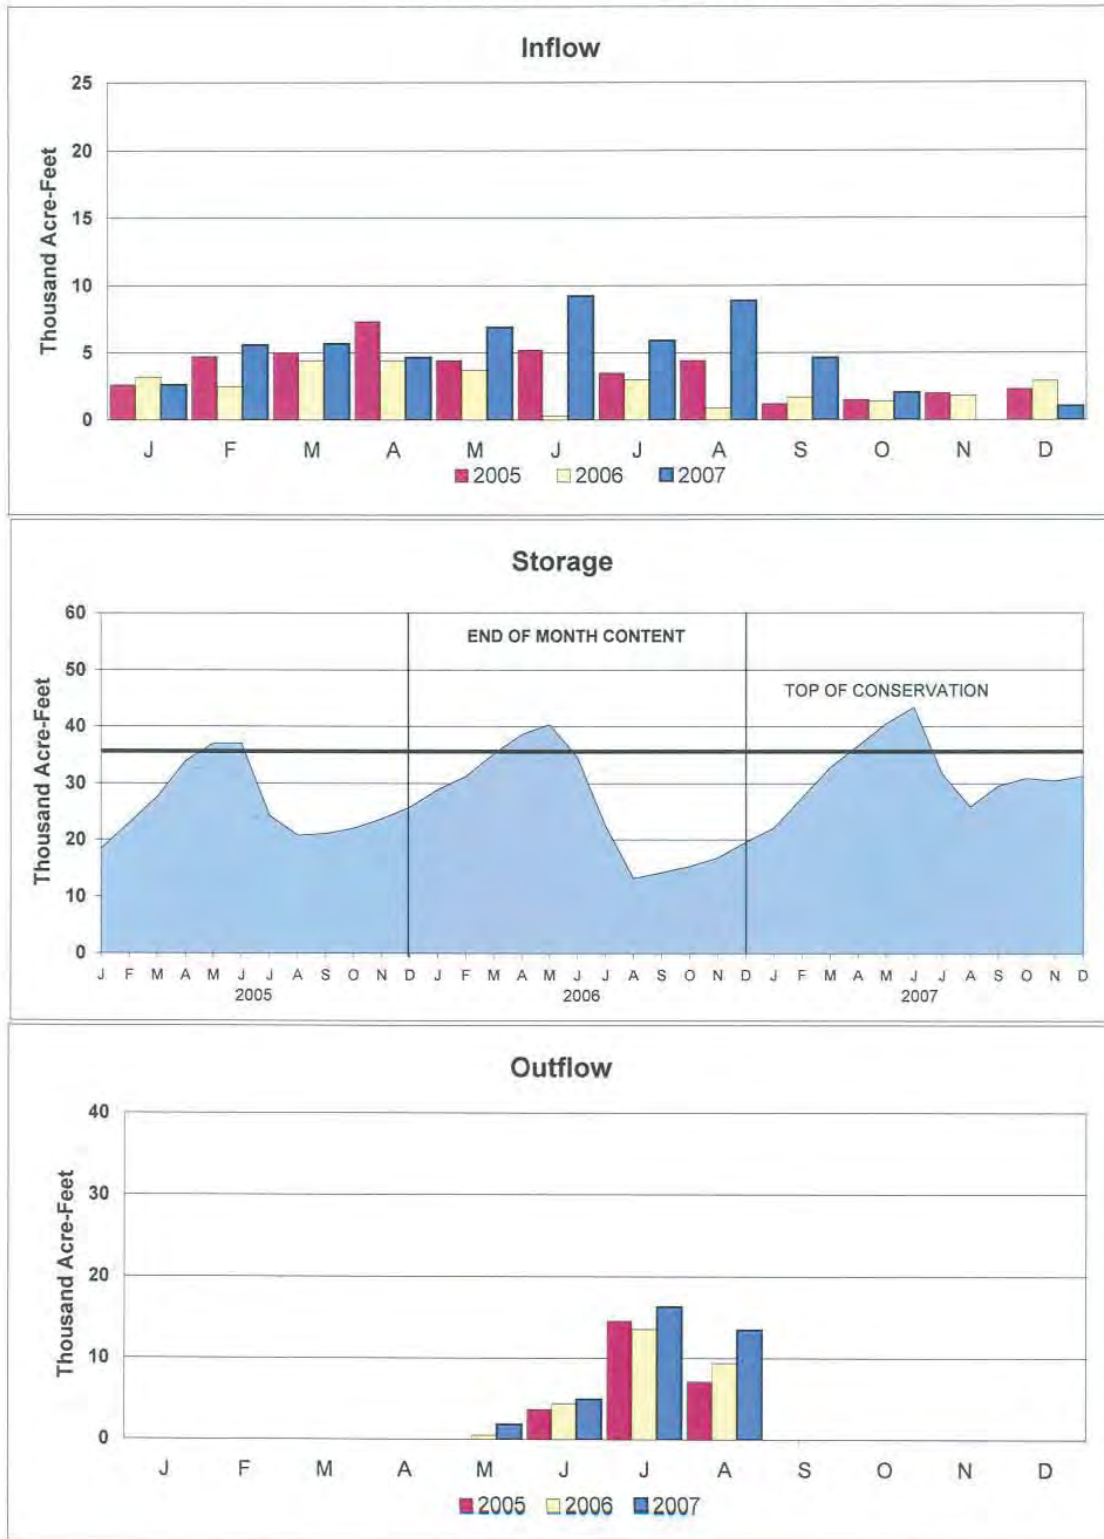 Inflow
Thousand Acre-Feet
25
20
15
10
5
0
J F M A M J J A S O N D
2005 2006 2007
Storage
Thousand Acre-Feet
60
50
40
30
20
10
0
END OF MONTH CONTENT
TOP OF CONSERVATION
J F M A M J J A S O N D J F M A M J J A S O N D J F M A M J J A S O N D
2005 2006 2007
Outflow
Thousand Acre-Feet
40
30
20
10
0
J F M A M J J A S O N D
2005 2006 2007